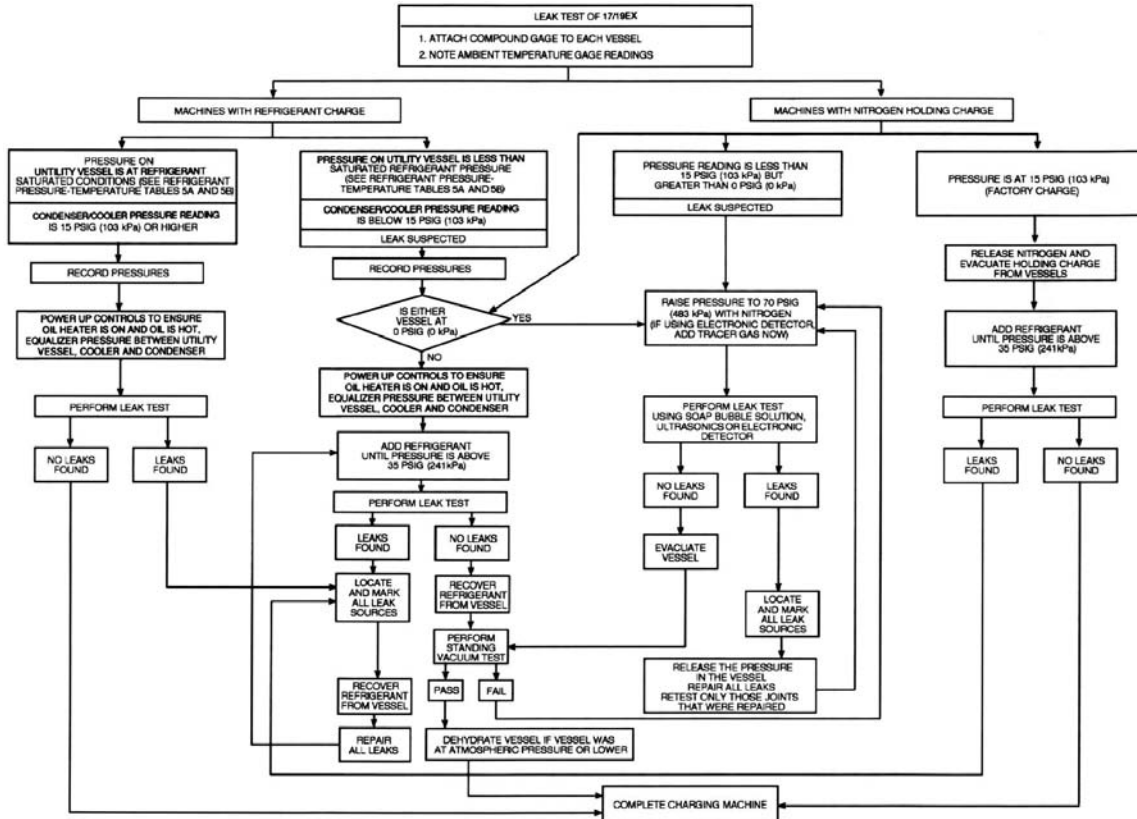 LEAK TEST OF 17/19EX
1. ATTACH COMPOUND GAGE TO EACH VESSEL
2. NOTE AMBIENT TEMPERATURE GAGE READINGS
MACHINES WITH REFRIGERANT CHARGE
MACHINES WITH NITROGEN HOLDING CHARGE
PRESSURE ON
UNTILITY VESSEL IS AT REFRIGERANT
SATURATED CONDITIONS (SEE REFRIGERANT
PRESSURE-TEMPERATURE TABLES 5A AND 5B)
CONDENSER/COOLER PRESSURE READING
IS 15 PSIG (103 kPa) OR HIGHER
RECORD PRESSURES
POWER UP CONTROLS TO ENSURE
OIL HEATER IS ON AND OIL IS HOT,
EQUALIZER PRESSURE BETWEEN UTILITY
VESSEL, COOLER AND CONDENSER
PERFORM LEAK TEST
NO LEAKS
FOUND
LEAKS
FOUND
PRESSURE ON UTILITY VESSEL IS LESS THAN
SATURATED REFRIGERANT PRESSURE
(SEE REFRIGERANT PRESSURE-
TEMPERATURE TABLES 5A AND 5B)
CONDENSER/COOLER PRESSURE READING
IS BELOW 15 PSIG (103 kPa)
LEAK SUSPECTED
RECORD PRESSURES
IS EITHER
VESSEL AT
0 PSIG (0 kPa)
YES
NO
POWER UP CONTROLS TO ENSURE
OIL HEATER IS ON AND OIL IS HOT,
EQUALIZER PRESSURE BETWEEN UTILITY
VESSEL, COOLER AND CONDENSER
ADD REFRIGERANT
UNTIL PRESSURE IS ABOVE
35 PSIG (241kPa)
PERFORM LEAK TEST
LEAKS
FOUND
NO LEAKS
FOUND
LOCATE
AND MARK
ALL LEAK
SOURCES
RECOVER
REFRIGERANT
FROM VESSEL
PERFORM
STANDING
VACUUM TEST
RECOVER
REFRIGERANT
FROM VESSEL
PASS
FAIL
REPAIR
ALL LEAKS
DEHYDRATE VESSEL IF VESSEL WAS
AT ATMOSPHERIC PRESSURE OR LOWER
PRESSURE READING IS LESS THAN
15 PSIG (103 kPa) BUT
GREATER THAN 0 PSIG (0 kPa)
LEAK SUSPECTED
RAISE PRESSURE TO 70 PSIG
(483 kPa) WITH NITROGEN
(IF USING ELECTRONIC DETECTOR,
ADD TRACER GAS NOW)
PERFORM LEAK TEST
USING SOAP BUBBLE SOLUTION,
ULTRASONICS OR ELECTRONIC
DETECTOR
NO LEAKS
FOUND
LEAKS
FOUND
EVACUATE
VESSEL
LOCATE
AND MARK
ALL LEAK
SOURCES
RELEASE THE PRESSURE
IN THE VESSEL
REPAIR ALL LEAKS
RETEST ONLY THOSE JOINTS
THAT WERE REPAIRED
PRESSURE IS AT 15 PSIG (103 kPa)
(FACTORY CHARGE)
RELEASE NITROGEN AND
EVACUATE HOLDING CHARGE
FROM VESSELS
ADD REFRIGERANT
UNTIL PRESSURE IS ABOVE
35 PSIG (241kPa)
PERFORM LEAK TEST
LEAKS
FOUND
NO LEAKS
FOUND
COMPLETE CHARGING MACHINE